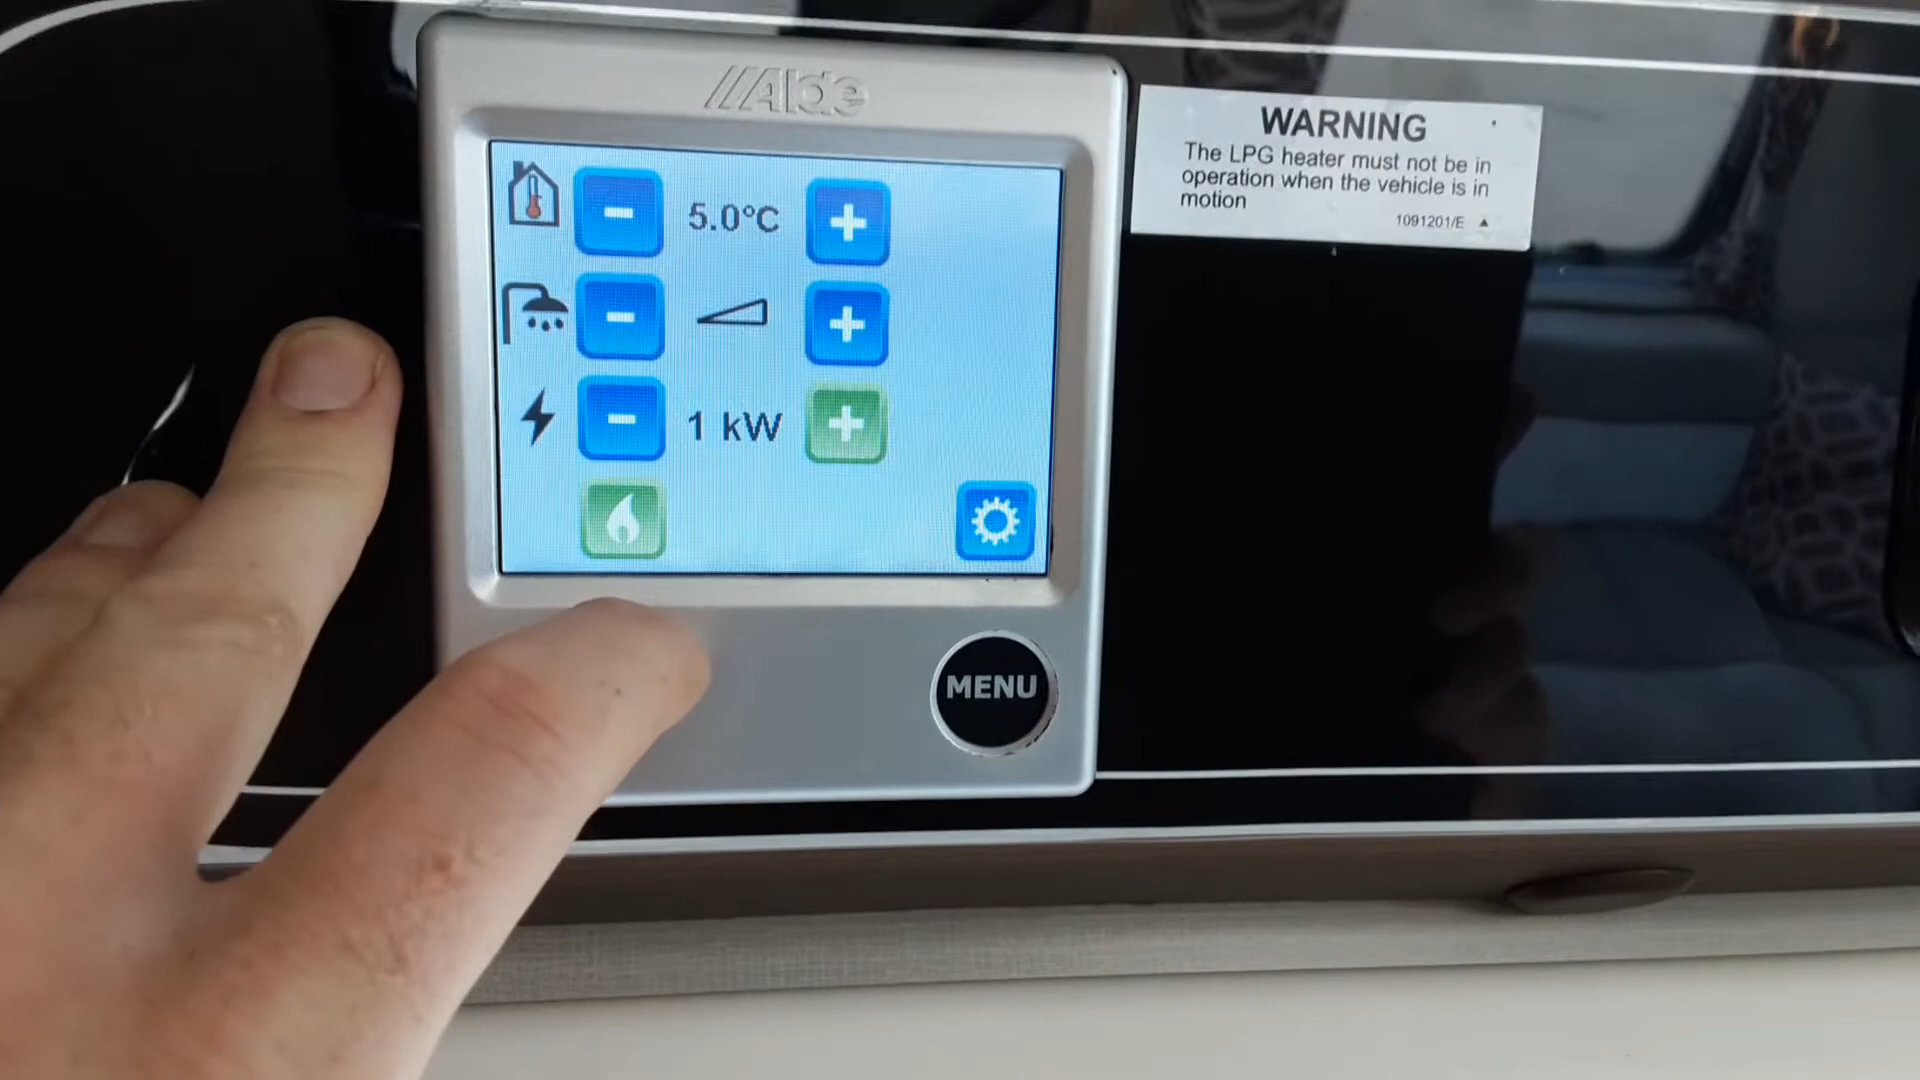 Alde
5.0°C
1 kW
MENU
WARNING
The LPG heater must not be in
operation when the vehicle is in
motion
1091201/E